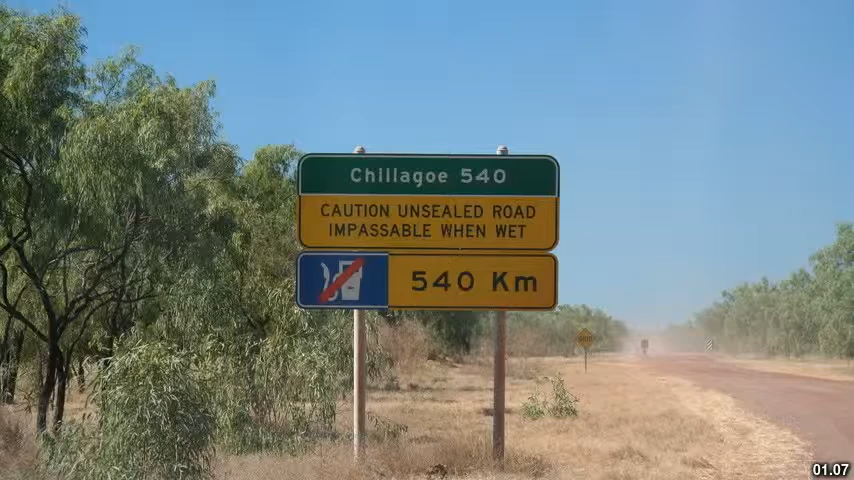 Chillagoe 540
CAUTION UNSEALED ROAD
IMPASSABLE WHEN WET
540 Km
01.07